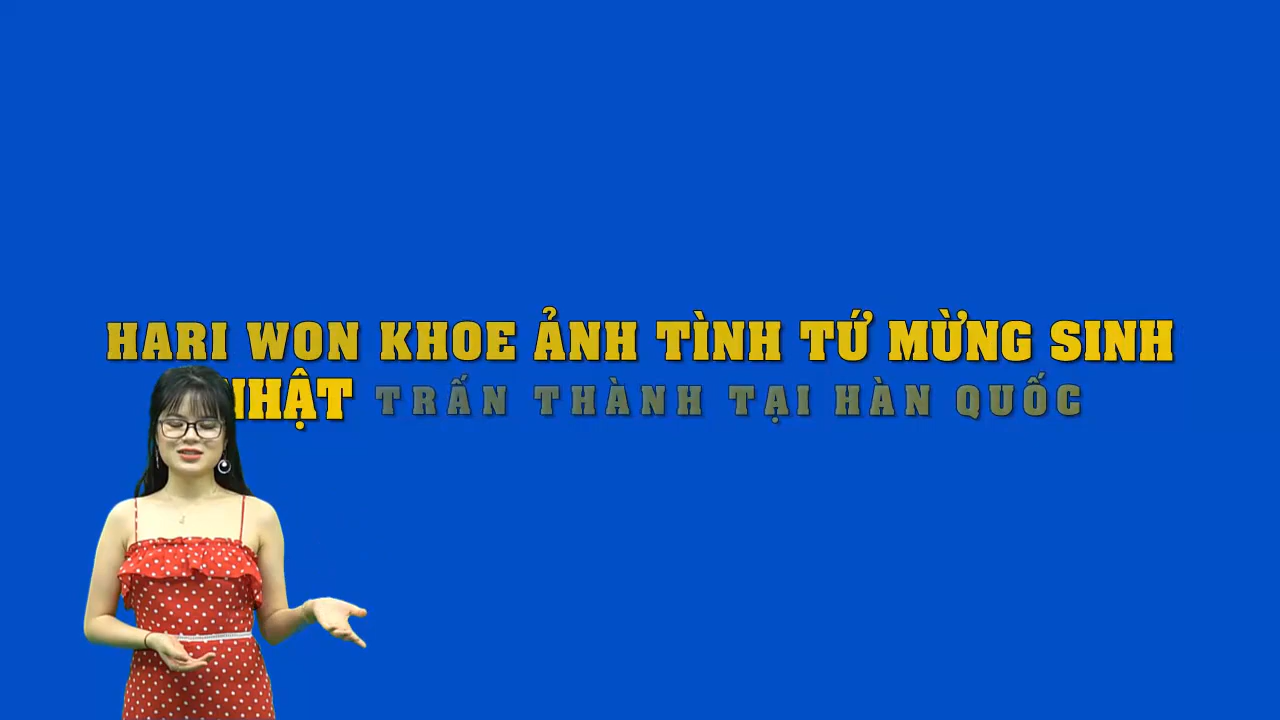 HARI WON KHOE ẢNH TÌNH TỨ MỪNG SINH
NHẬT TRẤN THÀNH TẠI HÀN QUỐC